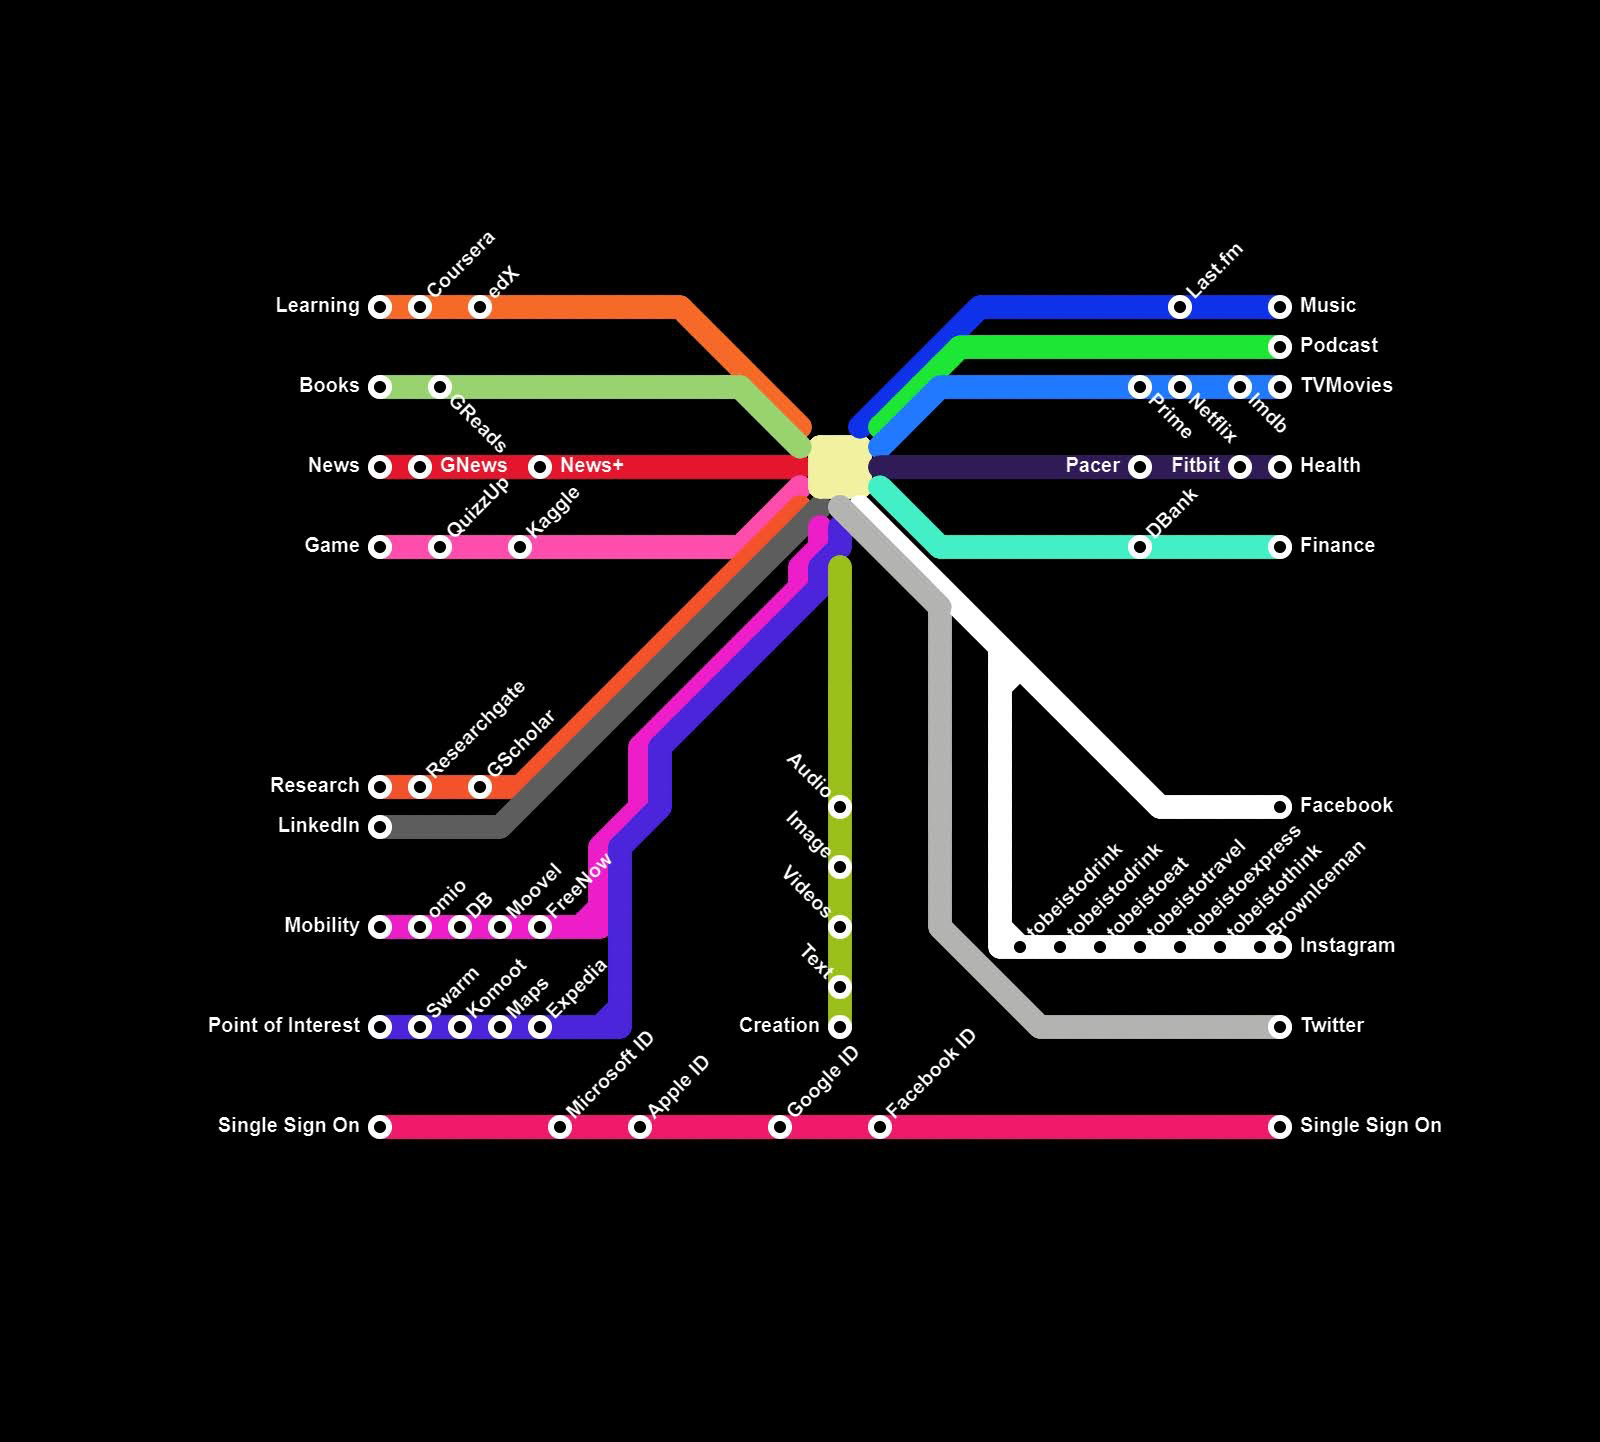 Coursera
edX
Learning
Last.fm
Music
Podcast
Books
GReads
Prime
Netflix
Imdb
TVMovies
News
GNews
News+
Pacer
Fitbit
Health
QuizzUp
Kaggle
Game
DBank
Finance
Researchgate
GScholar
Research
LinkedIn
Audio
Image
Videos
Text
Creation
Facebook
omio
DB
Moovel
FreeNow
Mobility
tobeistodrink
tobeistodrink
tobeistoeat
tobeistotravel
tobeistoexpress
tobeistothink
BrownIceman
Instagram
Swarm
Komoot
Maps
Expedia
Point of Interest
Twitter
Microsoft ID
Apple ID
Google ID
Facebook ID
Single Sign On
Single Sign On